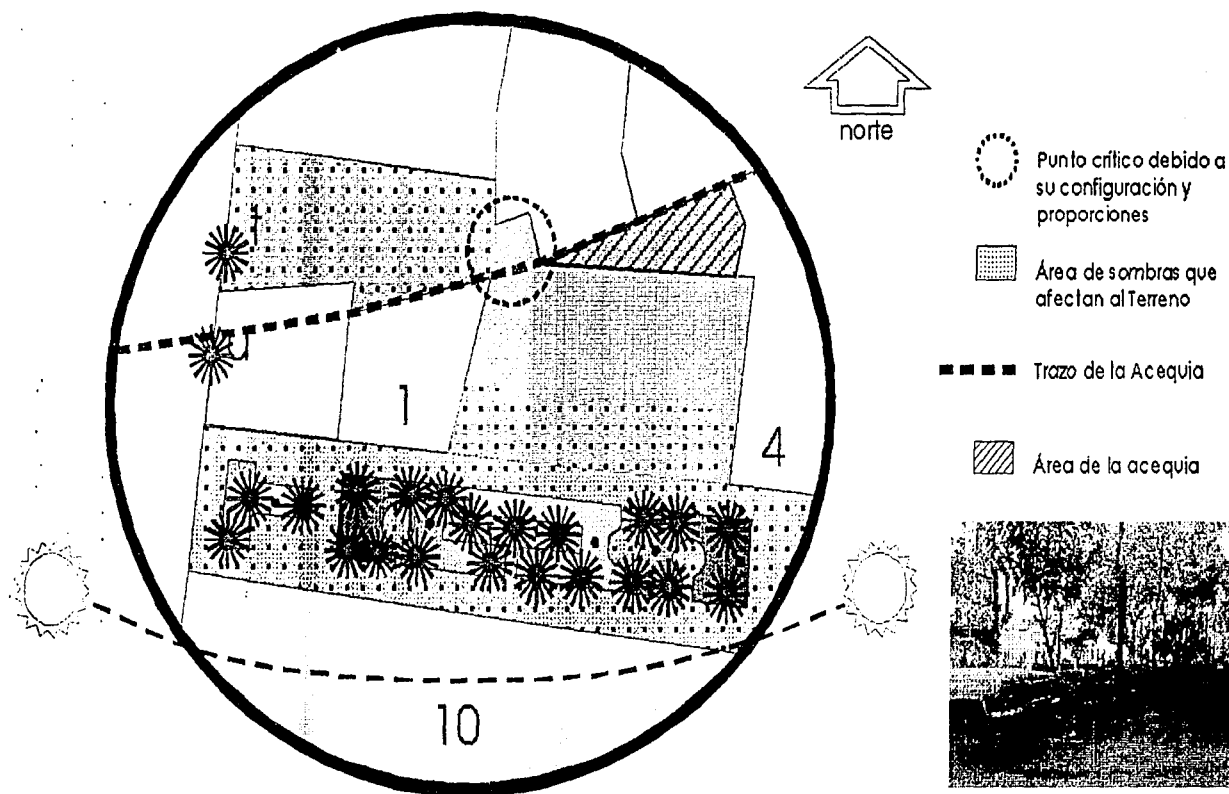 norte
Punto crítico debido a
su configuración y
proporciones
Área de sombras que
afectan al Terreno
Trazo de la Acequia
Área de la acequia
1
4
10